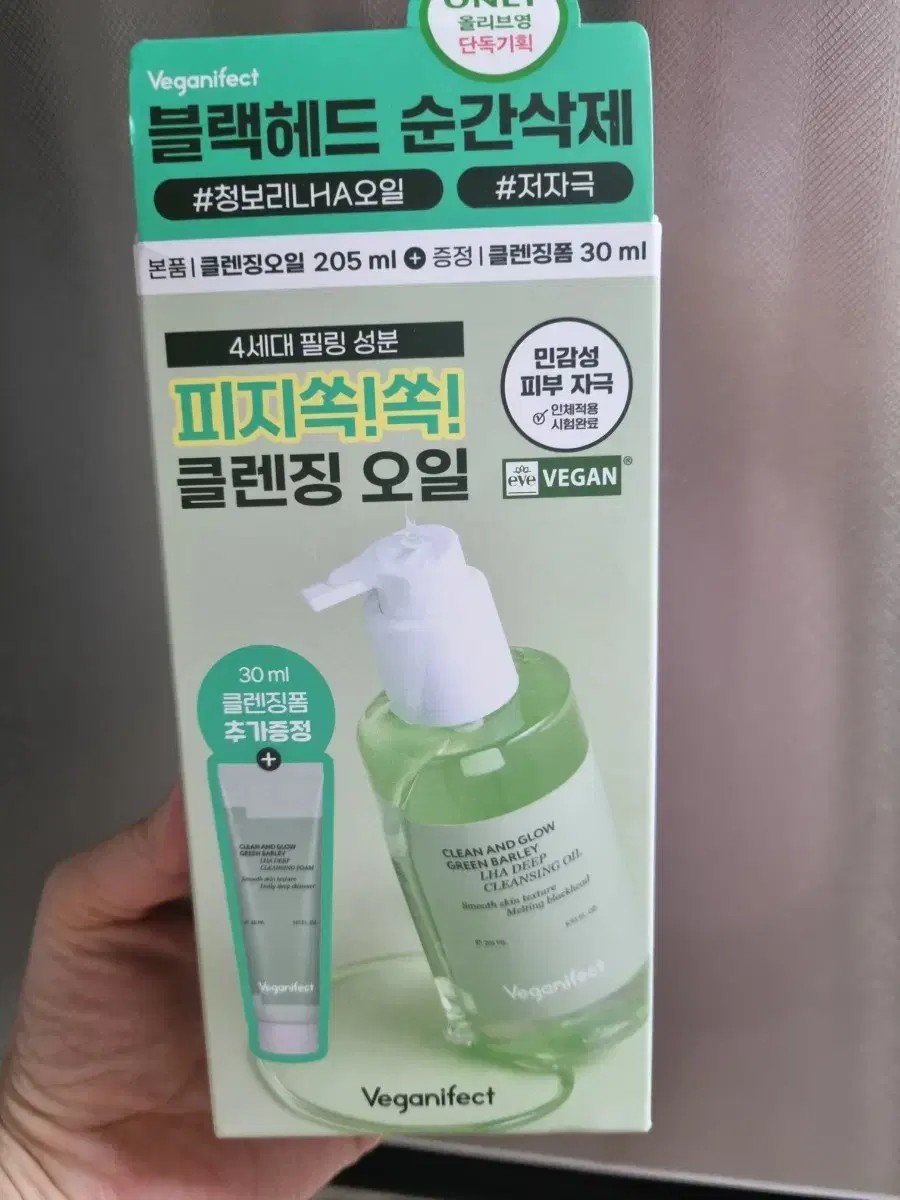 ONLY
올리브영
단독기획
Veganifect
블랙헤드 순간삭제
#청보리LHA오일 #저자극
본품 | 클렌징오일 205 ml + 증정 | 클렌징폼 30 ml
4세대 필링 성분
피지쏙!쏙!
클렌징 오일
민감성
피부 자극
인체적용
시험완료
eve VEGAN®
30 ml
클렌징폼
추가증정
+
CLEAN AND GLOW
GREEN BARLEY
LHA DEEP
CLEANSING FOAM
Smooth skin texture
Daily deep cleanser
Veganifect
CLEAN AND GLOW
GREEN BARLEY
LHA DEEP
CLEANSING OIL
Smooth skin texture
Melting blackhead
Veganifect
Veganifect